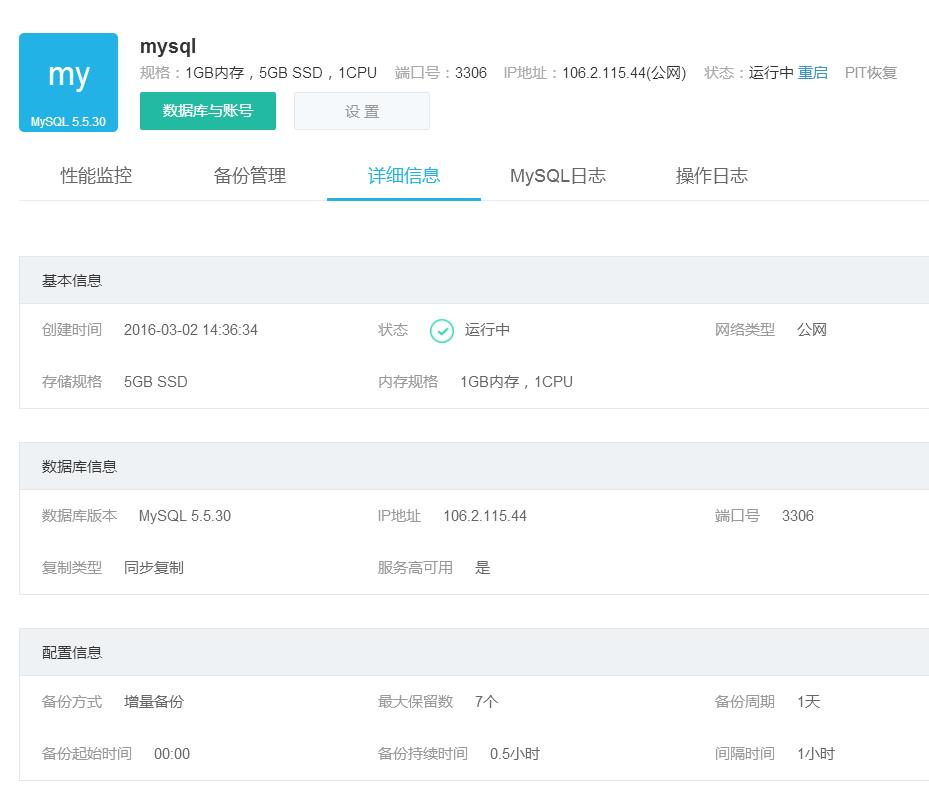 my
MySQL 5.5.30
mysql
规格：1GB内存，5GB SSD，1CPU 端口号：3306 IP地址：106.2.115.44(公网) 状态：运行中 重启 PIT恢复
数据库与账号 设 置
性能监控 备份管理 详细信息 MySQL日志 操作日志
基本信息
创建时间 2016-03-02 14:36:34 状态 运行中 网络类型 公网
存储规格 5GB SSD 内存规格 1GB内存，1CPU
数据库信息
数据库版本 MySQL 5.5.30 IP地址 106.2.115.44 端口号 3306
复制类型 同步复制 服务高可用 是
配置信息
备份方式 增量备份 最大保留数 7个 备份周期 1天
备份起始时间 00:00 备份持续时间 0.5小时 间隔时间 1小时